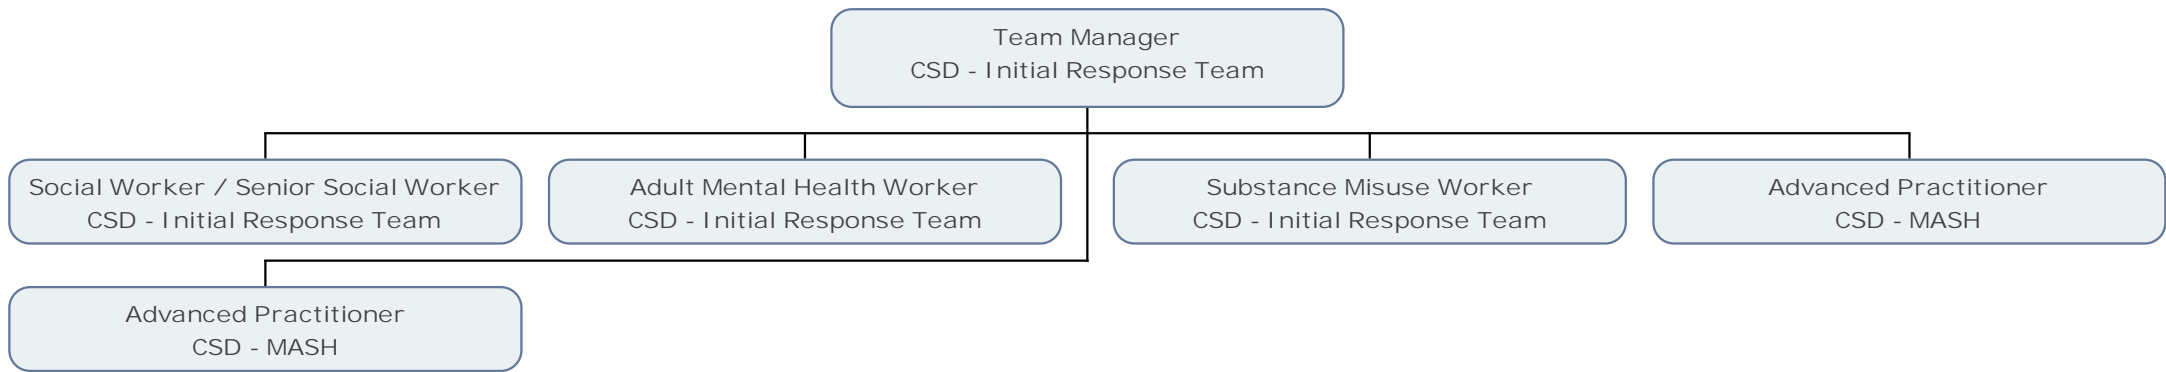 Team Manager
CSD - Initial Response Team
Social Worker / Senior Social Worker
CSD - Initial Response Team
Adult Mental Health Worker
CSD - Initial Response Team
Substance Misuse Worker
CSD - Initial Response Team
Advanced Practitioner
CSD - MASH
Advanced Practitioner
CSD - MASH